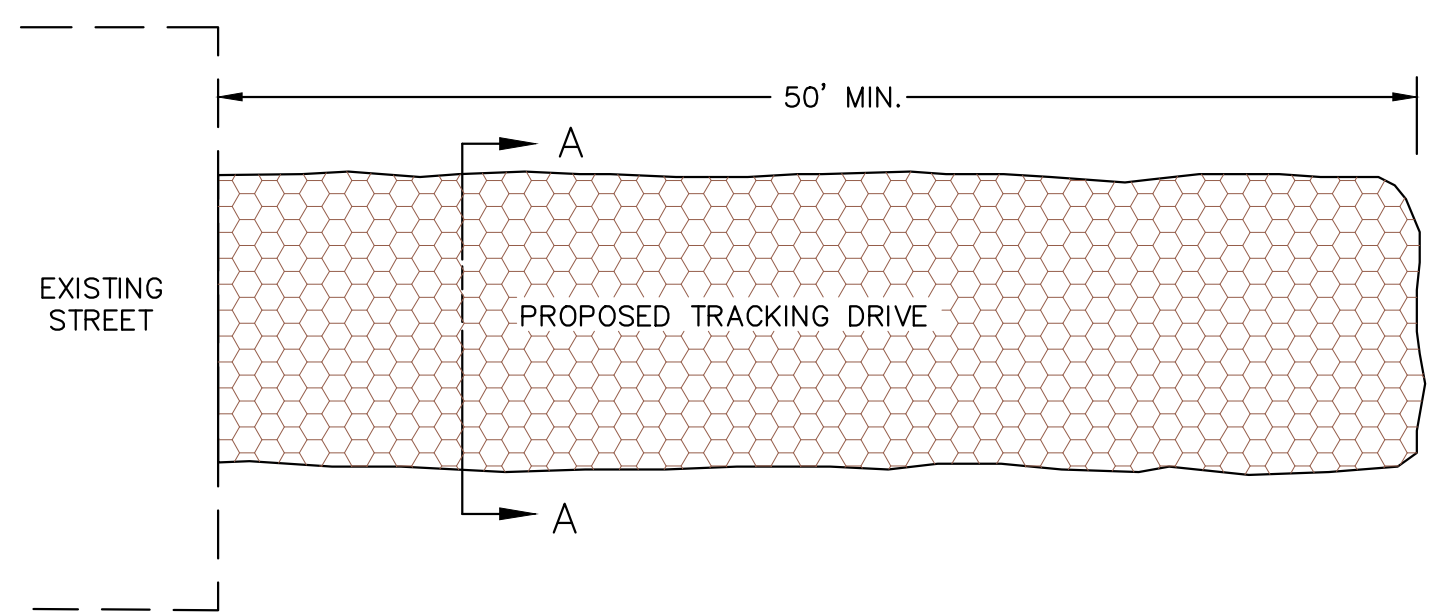 50' MIN.
A
EXISTING
STREET
PROPOSED TRACKING DRIVE
A